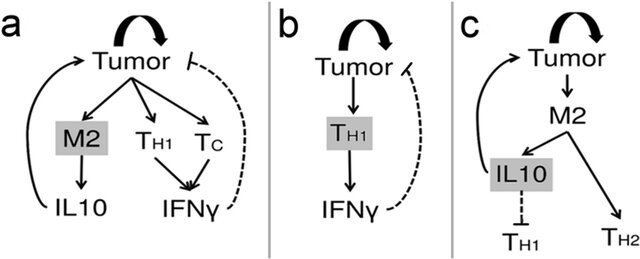 a
Tumor
M2 TH1 TC
IL10 IFNγ
b
Tumor
TH1
IFNγ
c
Tumor
M2
IL10
TH1 TH2